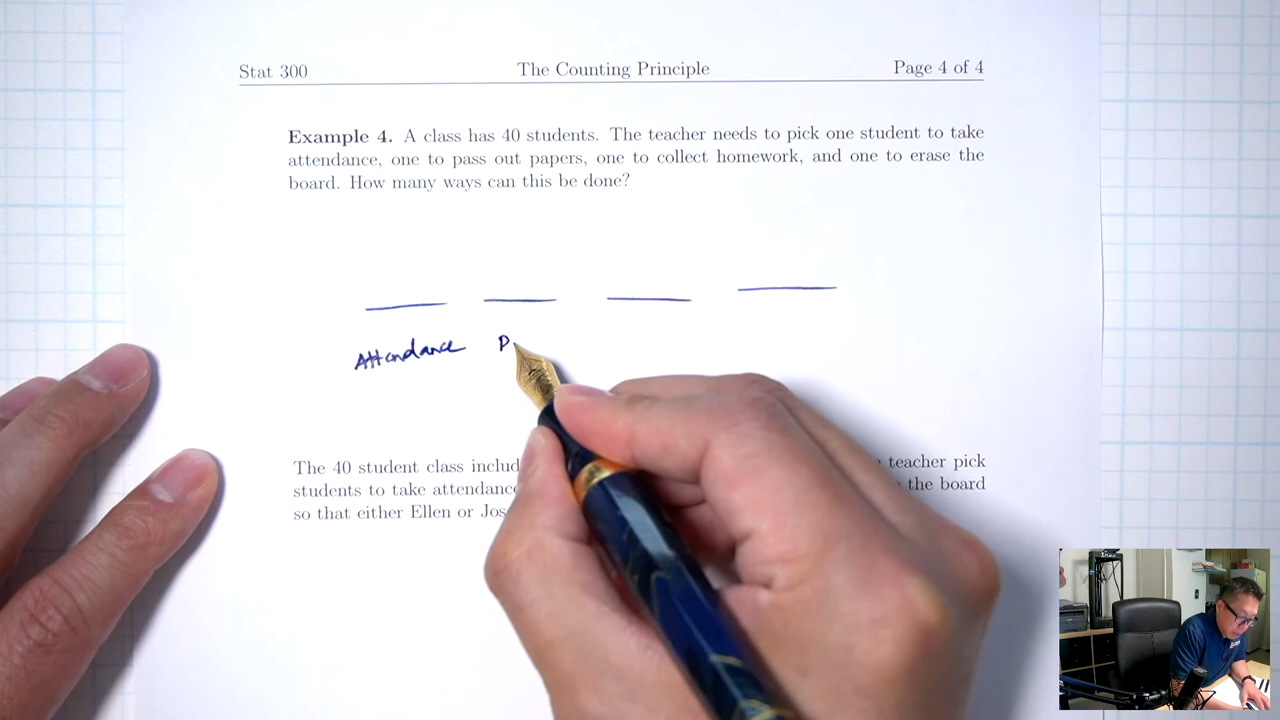 Stat 300 The Counting Principle Page 4 of 4
Example 4. A class has 40 students. The teacher needs to pick one student to take
attendance, one to pass out papers, one to collect homework, and one to erase the
board. How many ways can this be done?
Attendance P
The 40 student class includ teacher pick
students to take attendance the board
so that either Ellen or Jos